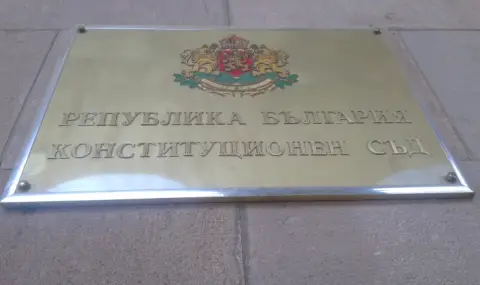 РЕПУБЛИКА БЪЛГАРИЯ
КОНСТИТУЦИОНЕН СЪД